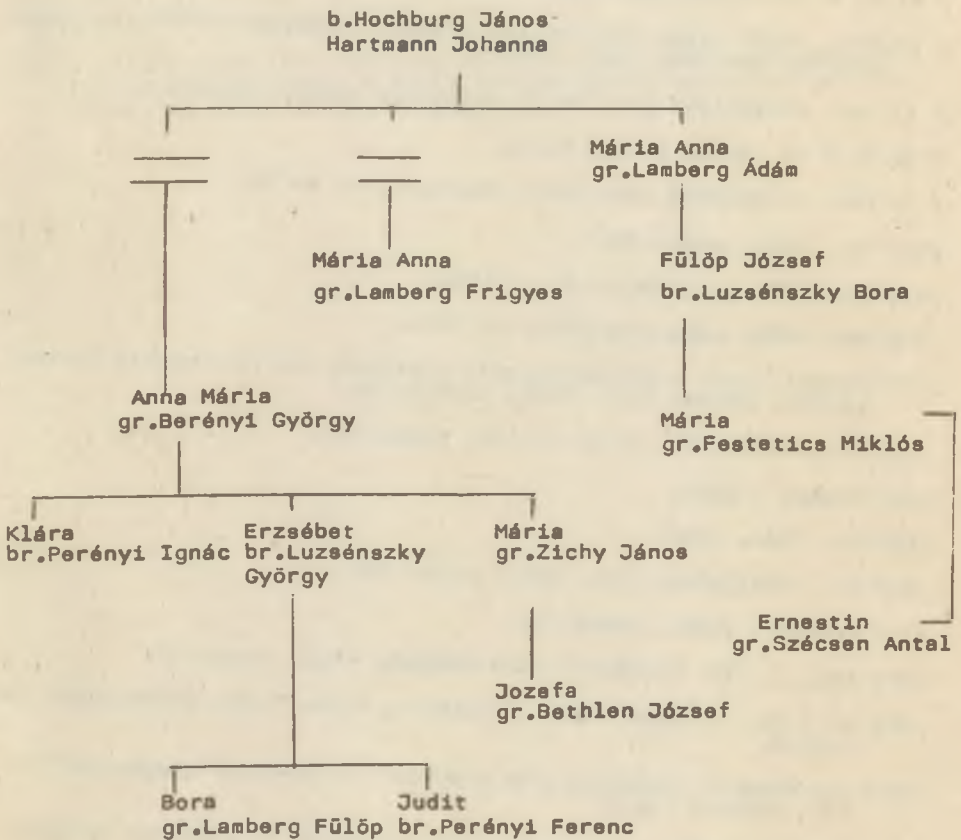 b.Hochburg János
Hartmann Johanna
Mária Anna
gr.Lamberg Ádám
Mária Anna
gr.Lamberg Frigyes
Fülöp József
br.Luzsénszky Bora
Anna Mária
gr.Berényi György
Mária
gr.Festetics Miklós
Klára
br.Perényi Ignác
Erzsébet
br.Luzsénszky
György
Mária
gr.Zichy János
Ernestin
gr.Szécsen Antal
Jozefa
gr.Bethlen József
Bora
gr.Lamberg Fülöp
Judit
br.Perényi Ferenc